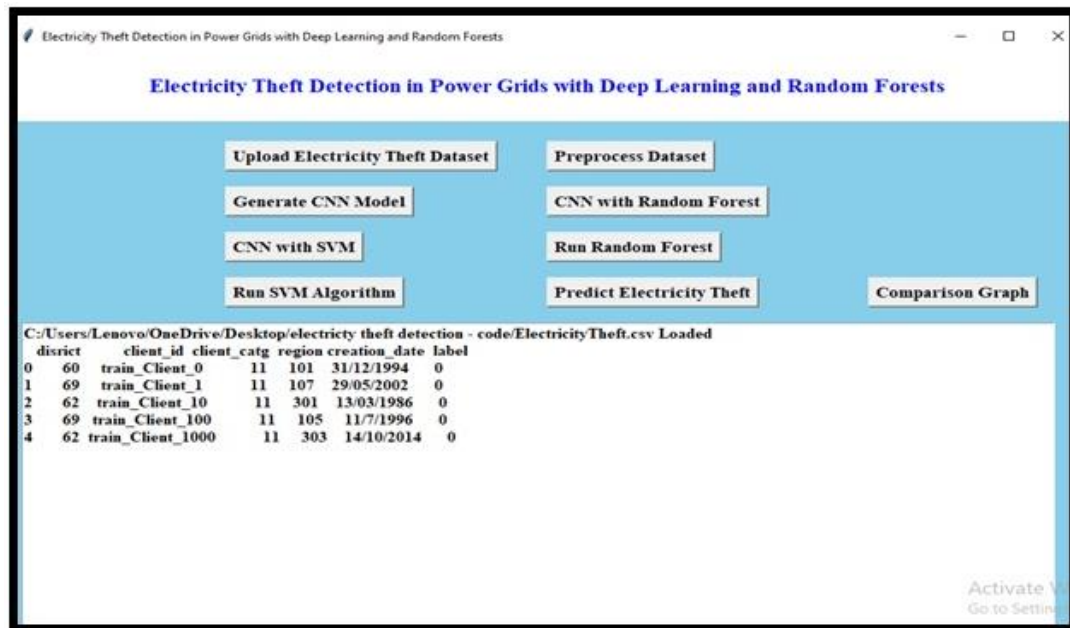 Electricity Theft Detection in Power Grids with Deep Learning and Random Forests
Electricity Theft Detection in Power Grids with Deep Learning and Random Forests
Upload Electricity Theft Dataset Preprocess Dataset
Generate CNN Model CNN with Random Forest
CNN with SVM Run Random Forest
Run SVM Algorithm Predict Electricity Theft Comparison Graph
C:/Users/Lenovo/OneDrive/Desktop/electricty theft detection - code/ElectricityTheft.csv Loaded
disrict client_id client_catg region creation_date label
0 60 train_Client_0 11 101 31/12/1994 0
1 69 train_Client_1 11 107 29/05/2002 0
2 62 train_Client_10 11 301 13/03/1986 0
3 69 train_Client_100 11 105 11/7/1996 0
4 62 train_Client_1000 11 303 14/10/2014 0
Activate
Go to